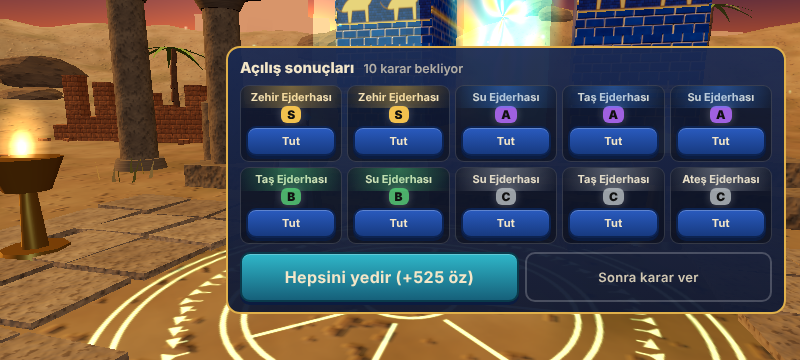 Açılış sonuçları 10 karar bekliyor
Zehir Ejderhası Zehir Ejderhası Su Ejderhası Taş Ejderhası Su Ejderhası
S S A A A
Tut Tut Tut Tut Tut
Taş Ejderhası Su Ejderhası Su Ejderhası Taş Ejderhası Ateş Ejderhası
B B C C C
Tut Tut Tut Tut Tut
Hepsini yedir (+525 öz) Sonra karar ver